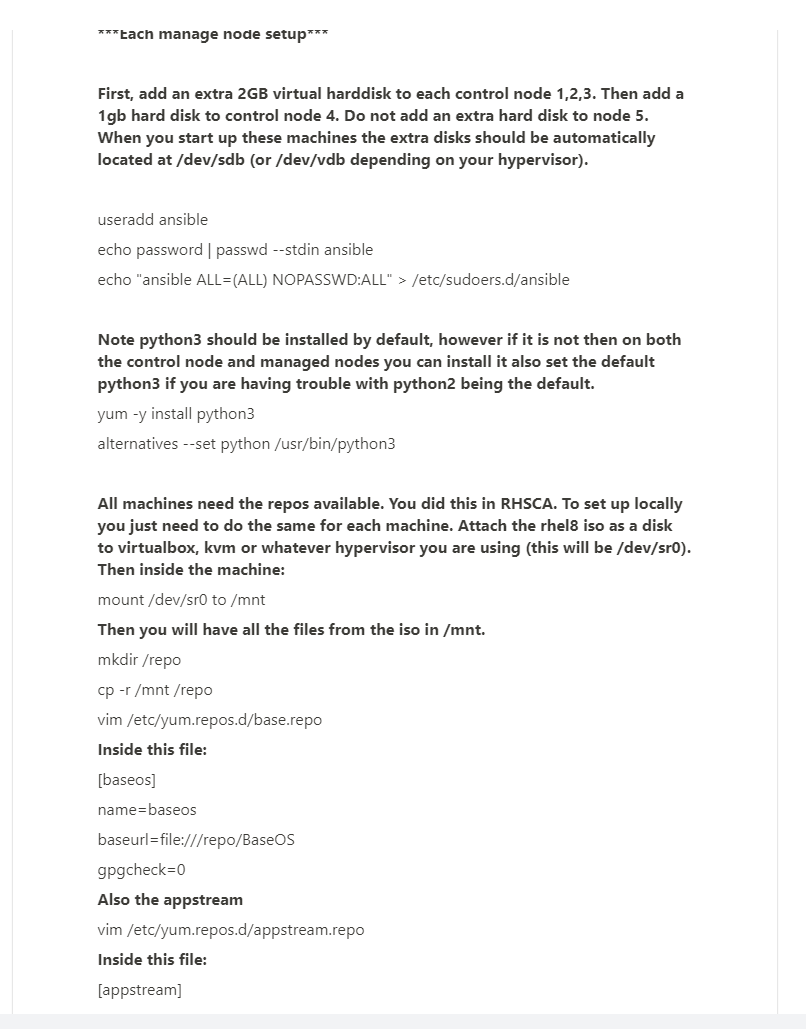 ***Each manage node setup***
First, add an extra 2GB virtual harddisk to each control node 1,2,3. Then add a
1gb hard disk to control node 4. Do not add an extra hard disk to node 5.
When you start up these machines the extra disks should be automatically
located at /dev/sdb (or /dev/vdb depending on your hypervisor).
useradd ansible
echo password | passwd --stdin ansible
echo "ansible ALL=(ALL) NOPASSWD:ALL" > /etc/sudoers.d/ansible
Note python3 should be installed by default, however if it is not then on both
the control node and managed nodes you can install it also set the default
python3 if you are having trouble with python2 being the default.
yum -y install python3
alternatives --set python /usr/bin/python3
All machines need the repos available. You did this in RHSCA. To set up locally
you just need to do the same for each machine. Attach the rhel8 iso as a disk
to virtualbox, kvm or whatever hypervisor you are using (this will be /dev/sr0).
Then inside the machine:
mount /dev/sr0 to /mnt
Then you will have all the files from the iso in /mnt.
mkdir /repo
cp -r /mnt /repo
vim /etc/yum.repos.d/base.repo
Inside this file:
[baseos]
name=baseos
baseurl=file:///repo/BaseOS
gpgcheck=0
Also the appstream
vim /etc/yum.repos.d/appstream.repo
Inside this file:
[appstream]